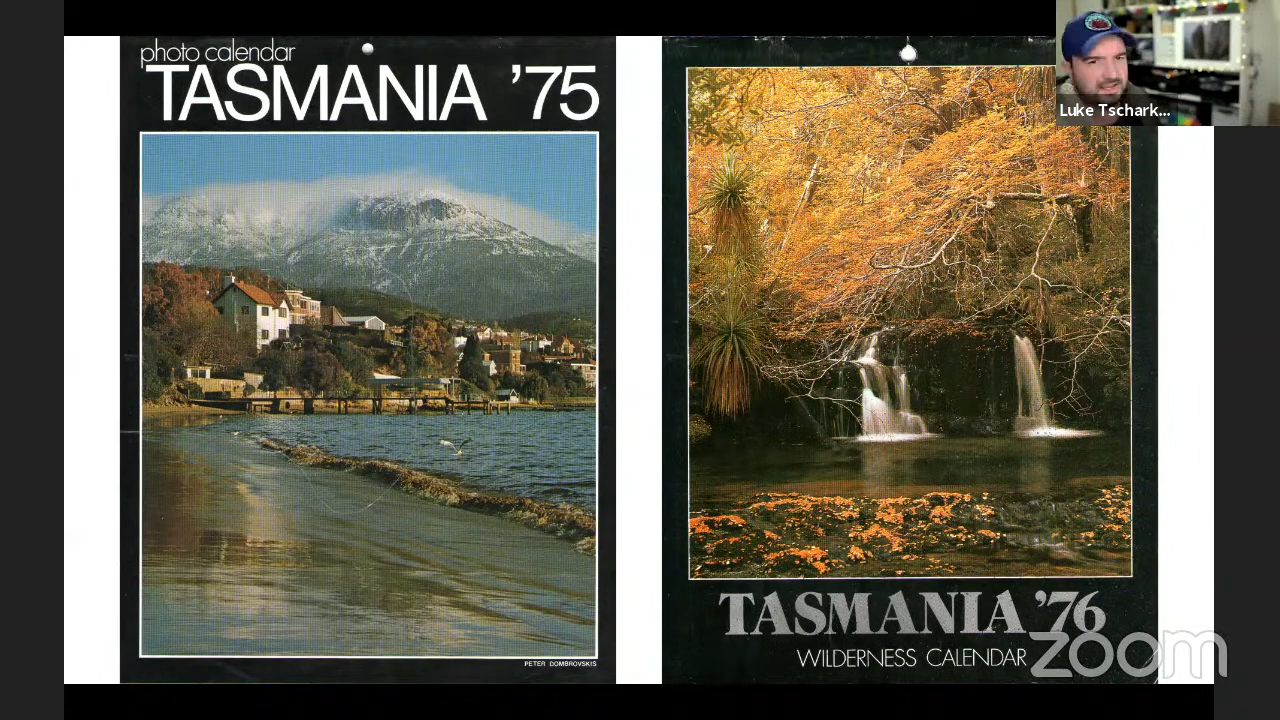 photo calendar
TASMANIA ’75
PETER DOMBROVSKIS
TASMANIA ’76
WILDERNESS CALENDAR
Luke Tschark...
zoom